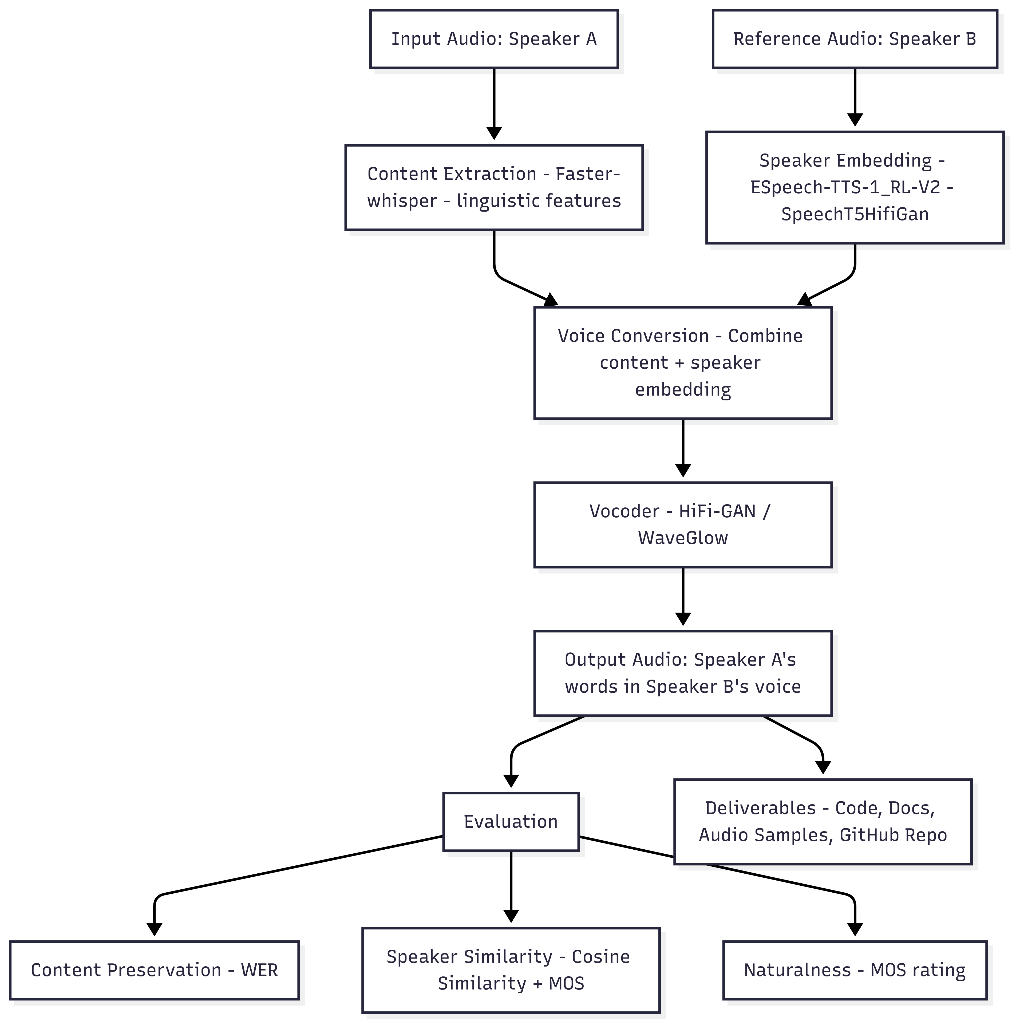 Input Audio: Speaker A
Reference Audio: Speaker B
Content Extraction - Faster-
whisper - linguistic features
Speaker Embedding -
ESpeech-TTS-1_RL-V2 -
SpeechT5HifiGan
Voice Conversion - Combine
content + speaker
embedding
Vocoder - HiFi-GAN /
WaveGlow
Output Audio: Speaker A's
words in Speaker B's voice
Evaluation
Deliverables - Code, Docs,
Audio Samples, GitHub Repo
Content Preservation - WER
Speaker Similarity - Cosine
Similarity + MOS
Naturalness - MOS rating